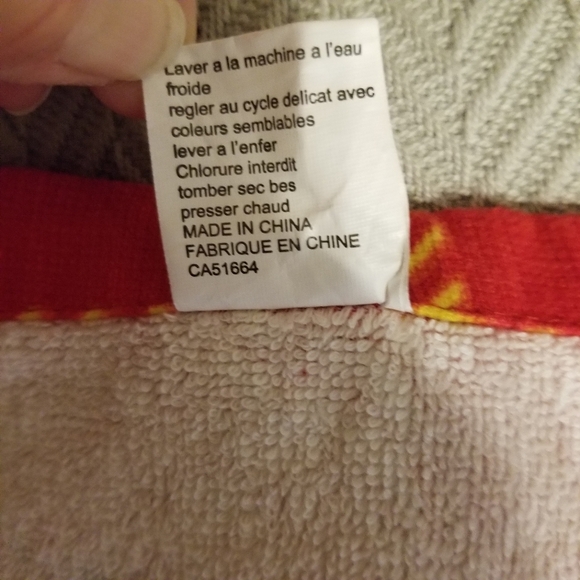 Laver a la machine a l'eau
froide
regler au cycle delicat avec
coleurs semblables
lever a l'enfer
Chlorure interdit
tomber sec bes
presser chaud
MADE IN CHINA
FABRIQUE EN CHINE
CA51664